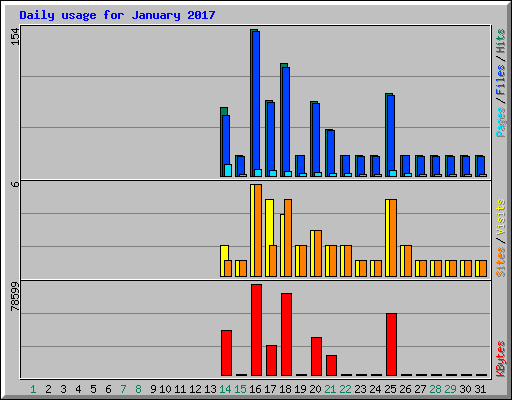 Daily usage for January 2017
154
6
78599
Pages / Files / Hits
Sites / Visits
KBytes
1 2 3 4 5 6 7 8 9 10 11 12 13 14 15 16 17 18 19 20 21 22 23 24 25 26 27 28 29 30 31